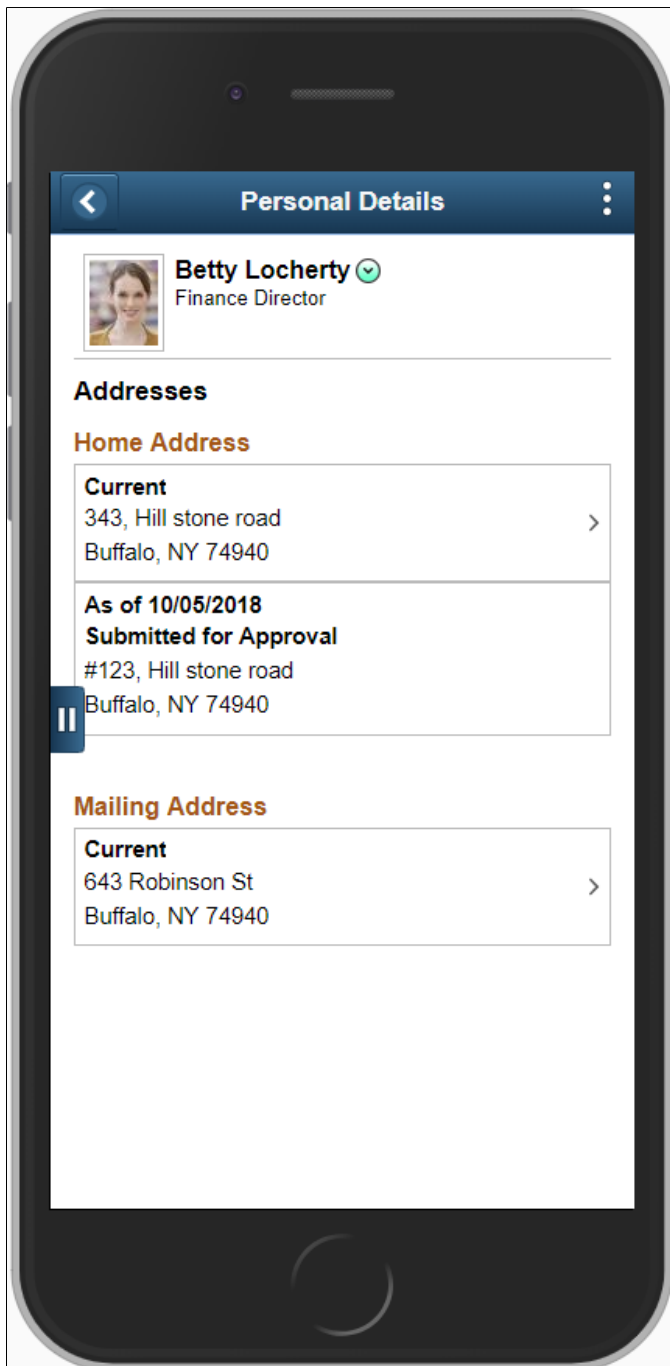 Personal Details
Betty Locherty
Finance Director
Addresses
Home Address
Current
343, Hill stone road
Buffalo, NY 74940
As of 10/05/2018
Submitted for Approval
#123, Hill stone road
Buffalo, NY 74940
Mailing Address
Current
643 Robinson St
Buffalo, NY 74940